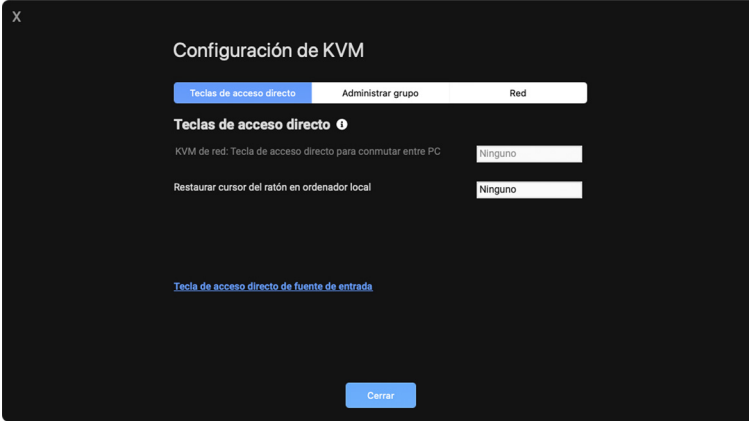 X
Configuración de KVM
Teclas de acceso directo
Administrar grupo
Red
Teclas de acceso directo
KVM de red: Tecla de acceso directo para conmutar entre PC
Ninguno
Restaurar cursor del ratón en ordenador local
Ninguno
Tecla de acceso directo de fuente de entrada
Cerrar